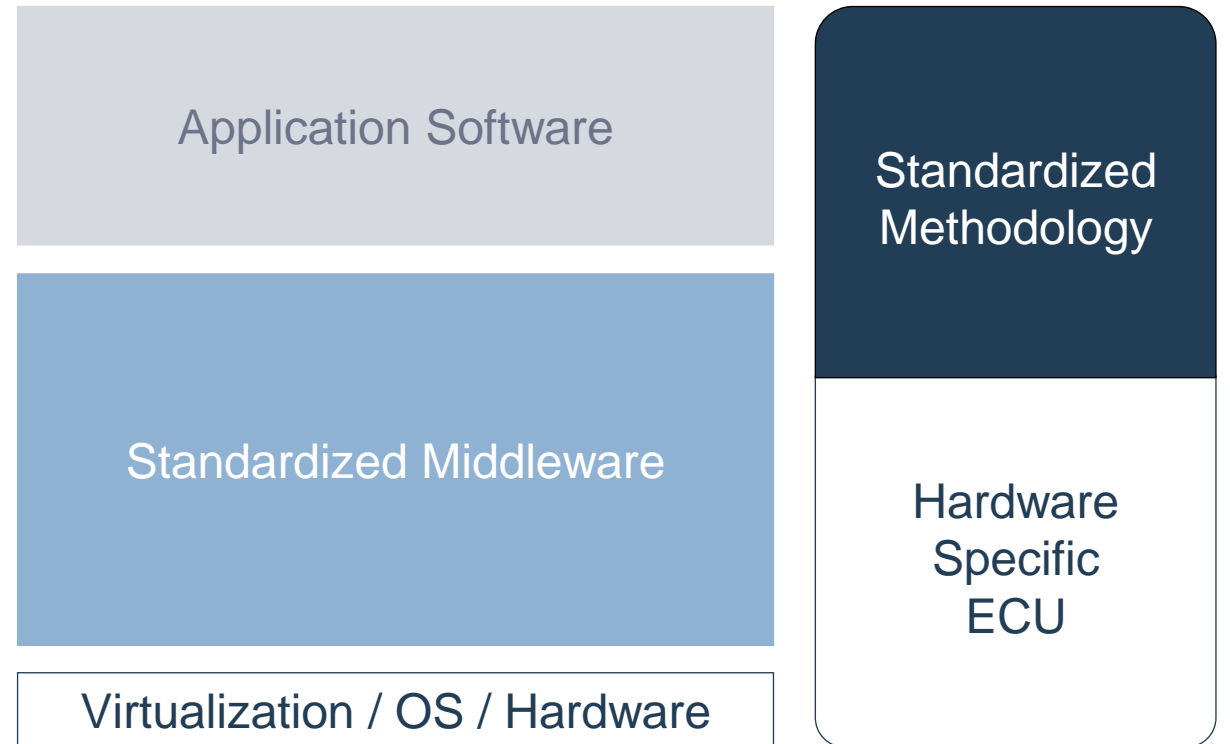 Application Software
Standardized Middleware
Virtualization / OS / Hardware
Standardized
Methodology
Hardware
Specific
ECU